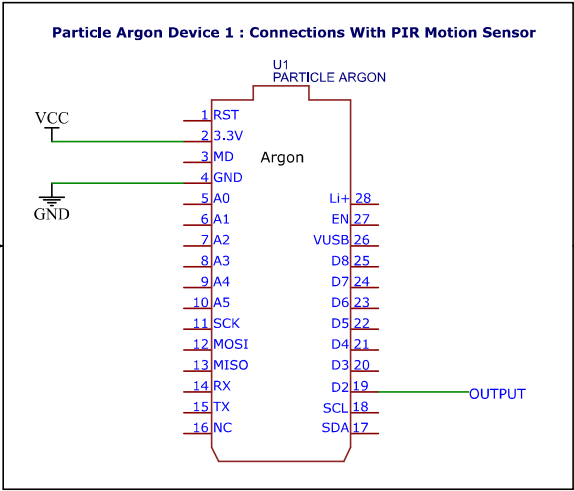 Particle Argon Device 1 : Connections With PIR Motion Sensor
U1
PARTICLE ARGON
Argon
VCC
GND
1 RST
2 3.3V
3 MD
4 GND
5 A0
6 A1
7 A2
8 A3
9 A4
10 A5
11 SCK
12 MOSI
13 MISO
14 RX
15 TX
16 NC
Li+ 28
EN 27
VUSB 26
D8 25
D7 24
D6 23
D5 22
D4 21
D3 20
D2 19
SCL 18
SDA 17
OUTPUT